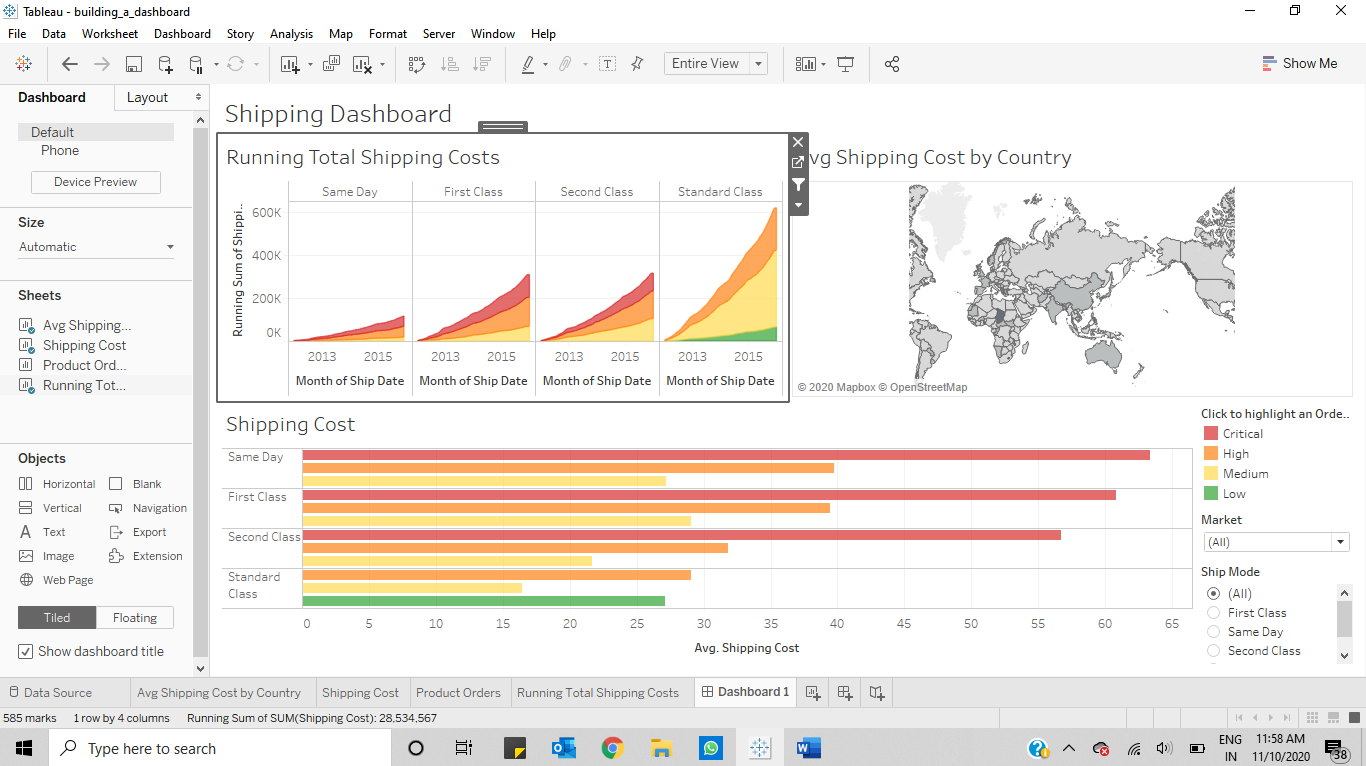 Tableau - building_a_dashboard
File Data Worksheet Dashboard Story Analysis Map Format Server Window Help
Entire View
Show Me
Dashboard Layout
Default
Phone
Device Preview
Size
Automatic
Sheets
Avg Shipping...
Shipping Cost
Product Ord...
Running Tot...
Objects
Horizontal Blank
Vertical Navigation
Text Export
Image Extension
Web Page
Tiled Floating
Show dashboard title
Shipping Dashboard
Running Total Shipping Costs
Same Day First Class Second Class Standard Class
Running Sum of Shippi..
600K
400K
200K
0K
2013 2015 2013 2015 2013 2015 2013 2015
Month of Ship Date Month of Ship Date Month of Ship Date Month of Ship Date
vg Shipping Cost by Country
© 2020 Mapbox © OpenStreetMap
Shipping Cost
Same Day
First Class
Second Class
Standard
Class
0 5 10 15 20 25 30 35 40 45 50 55 60 65
Avg. Shipping Cost
Click to highlight an Orde..
Critical
High
Medium
Low
Market
(All)
Ship Mode
(All)
First Class
Same Day
Second Class
Data Source Avg Shipping Cost by Country Shipping Cost Product Orders Running Total Shipping Costs Dashboard 1
585 marks 1 row by 4 columns Running Sum of SUM(Shipping Cost): 28,534,567
Type here to search
ENG
IN
11:58 AM
11/10/2020
38